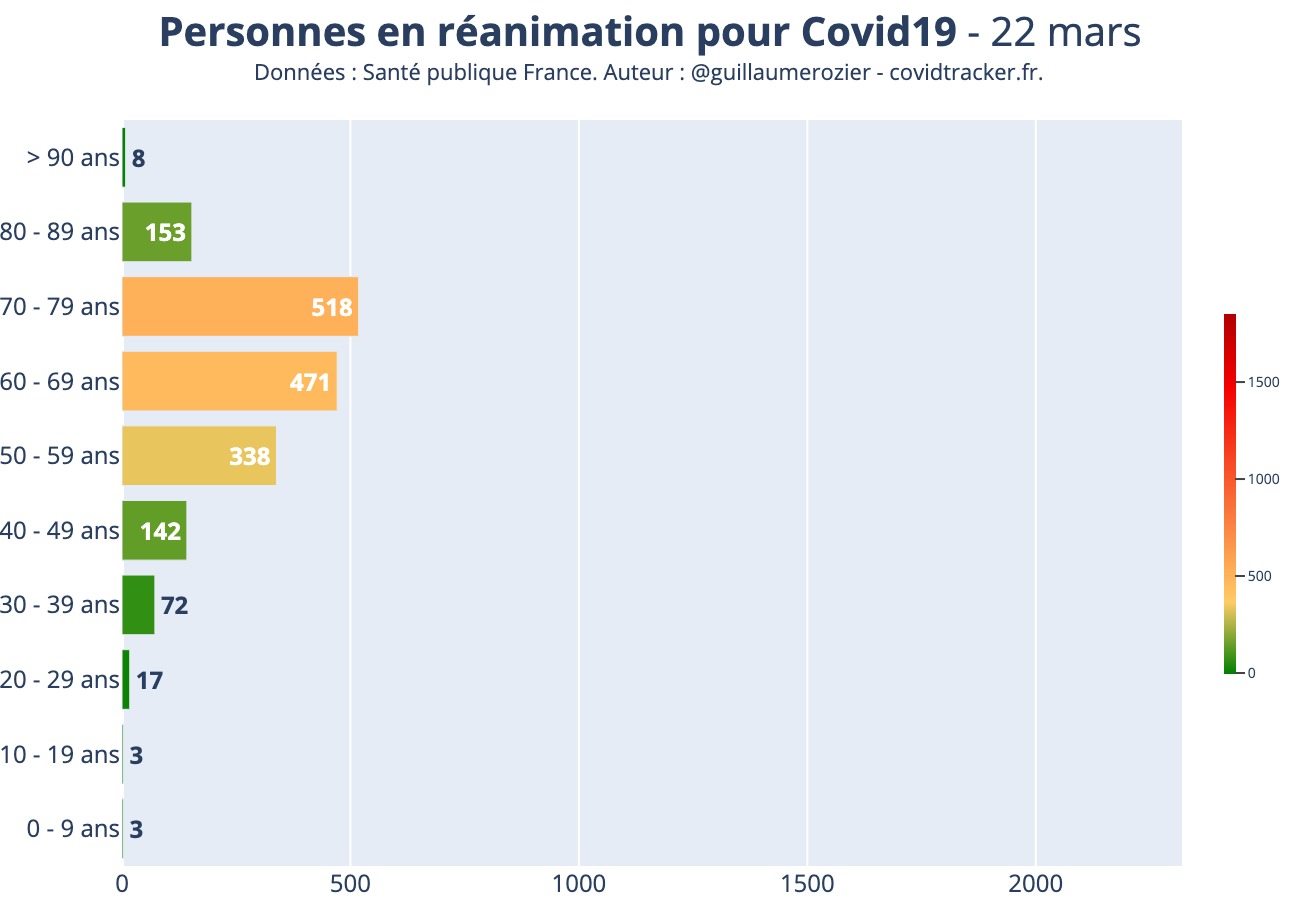 Personnes en réanimation pour Covid19 - 22 mars
Données : Santé publique France. Auteur : @guillaumerozier - covidtracker.fr.
> 90 ans 8
80 - 89 ans 153
70 - 79 ans 518
60 - 69 ans 471
50 - 59 ans 338
40 - 49 ans 142
30 - 39 ans 72
20 - 29 ans 17
10 - 19 ans 3
0 - 9 ans 3
0 500 1000 1500 2000
1500
1000
500
0